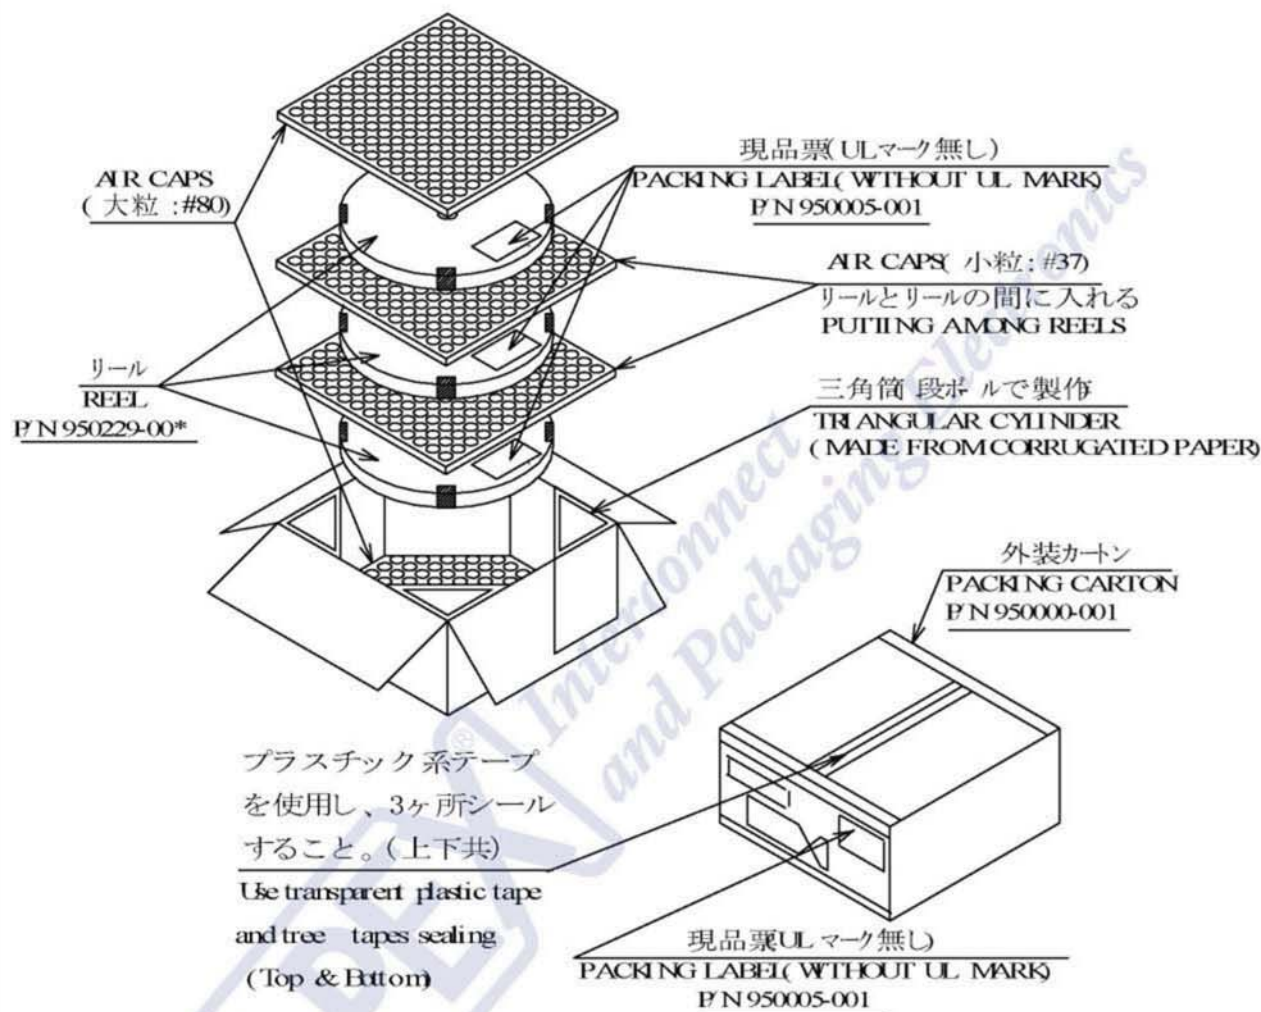 AIR CAPS
( 大粒 :#80)
現品票(ULマーク無し)
PACKING LABEL(WITHOUT UL MARK)
P/N 950005-001
AIR CAPS( 小粒: #37)
リールとリールの間に入れる
PUTTING AMONG REELS
リール
REEL
P/N 950229-00*
三角筒 段ボールで製作
TRIANGULAR CYLINDER
( MADE FROM CORRUGATED PAPER)
外装カートン
PACKING CARTON
P/N 950000-001
プラスチック系テープ
を使用し、3ヶ所シール
すること。(上下共)
Use transparent plastic tape
and tree tapes sealing
(Top & Bottom)
現品票(UL マーク無し)
PACKING LABEL( WITHOUT UL MARK)
P/N 950005-001
PEX®
Interconnect
and Packaging Electronics